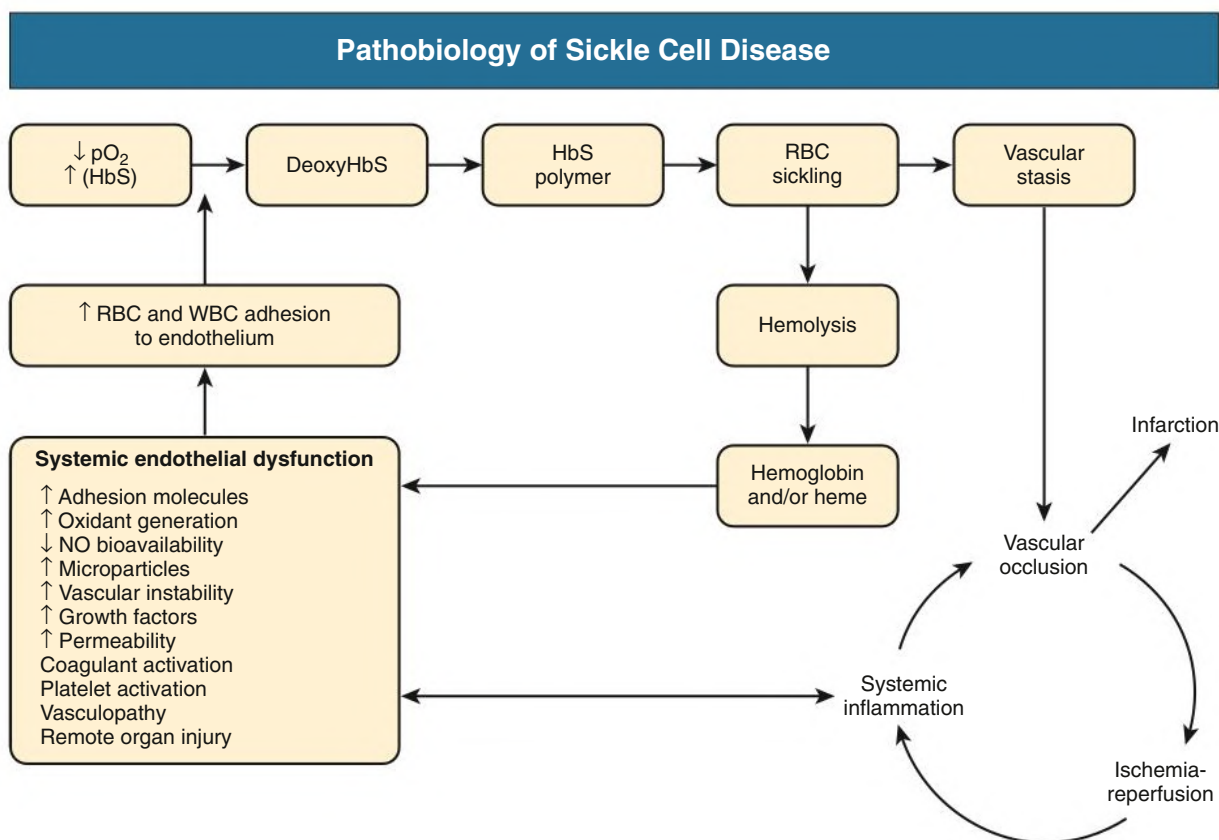 Pathobiology of Sickle Cell Disease
↓ pO₂
↑ (HbS)
DeoxyHbS
HbS
polymer
RBC
sickling
Vascular
stasis
↑ RBC and WBC adhesion
to endothelium
Hemolysis
Systemic endothelial dysfunction
↑ Adhesion molecules
↑ Oxidant generation
↓ NO bioavailability
↑ Microparticles
↑ Vascular instability
↑ Growth factors
↑ Permeability
Coagulant activation
Platelet activation
Vasculopathy
Remote organ injury
Hemoglobin
and/or heme
Infarction
Vascular
occlusion
Systemic
inflammation
Ischemia-
reperfusion